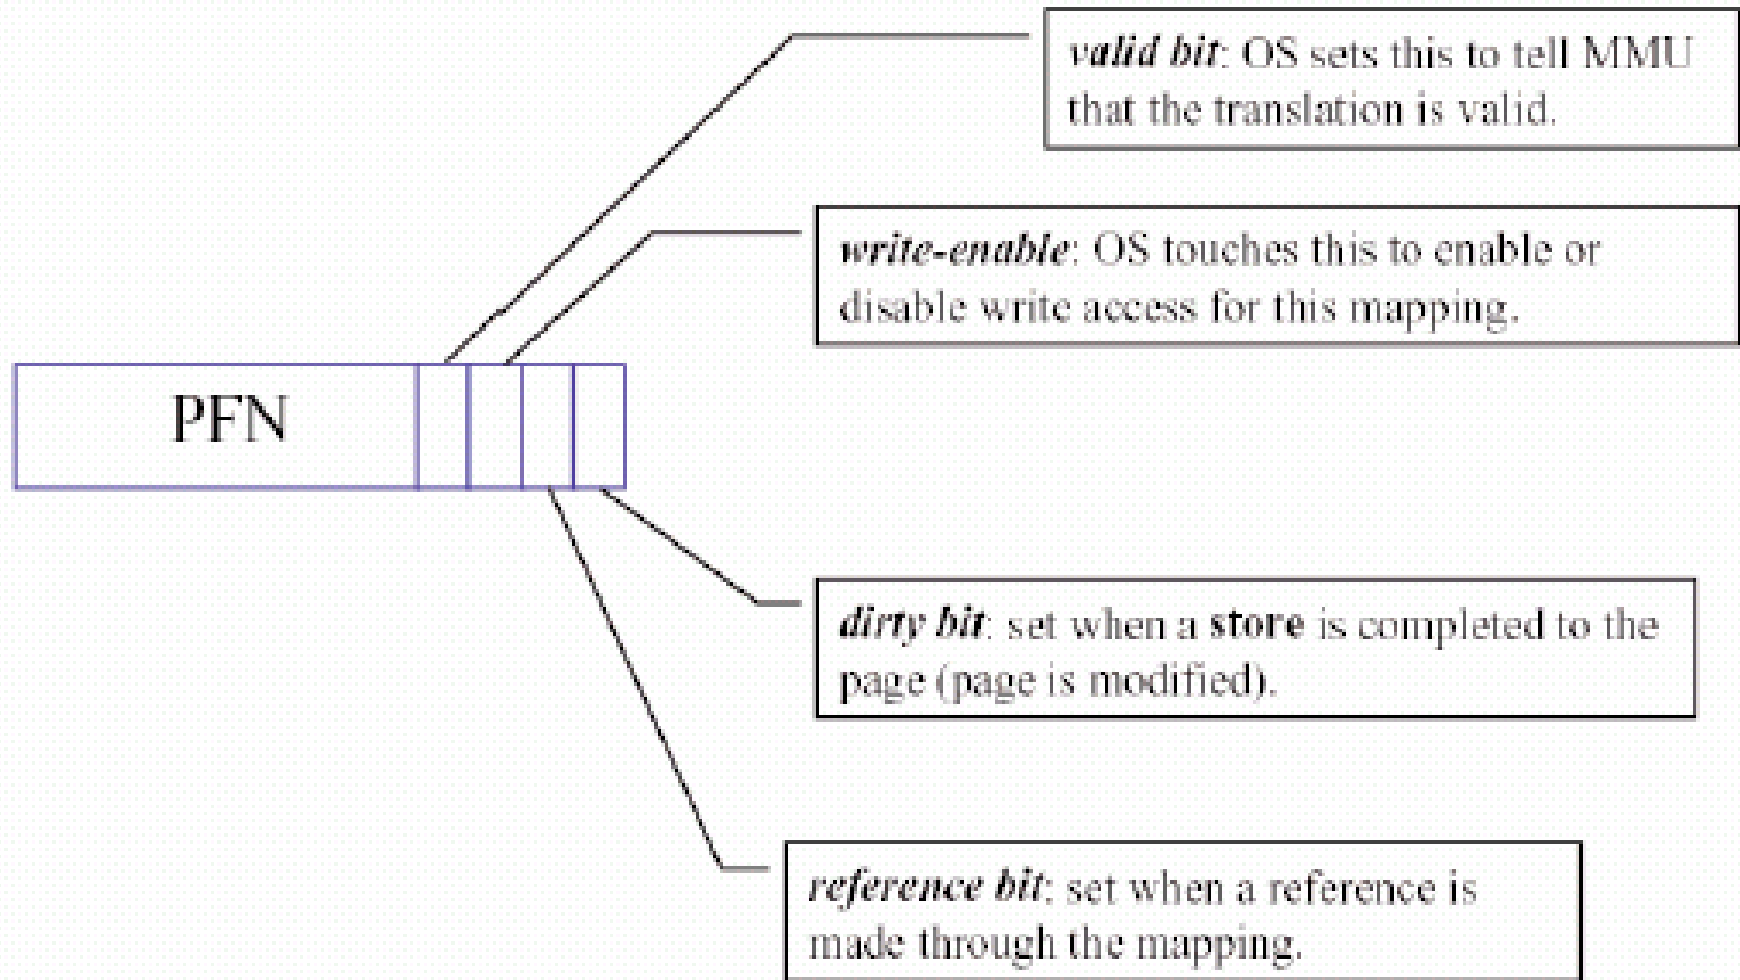 valid bit: OS sets this to tell MMU
that the translation is valid.
write-enable: OS touches this to enable or
disable write access for this mapping.
PFN
dirty bit: set when a store is completed to the
page (page is modified).
reference bit: set when a reference is
made through the mapping.